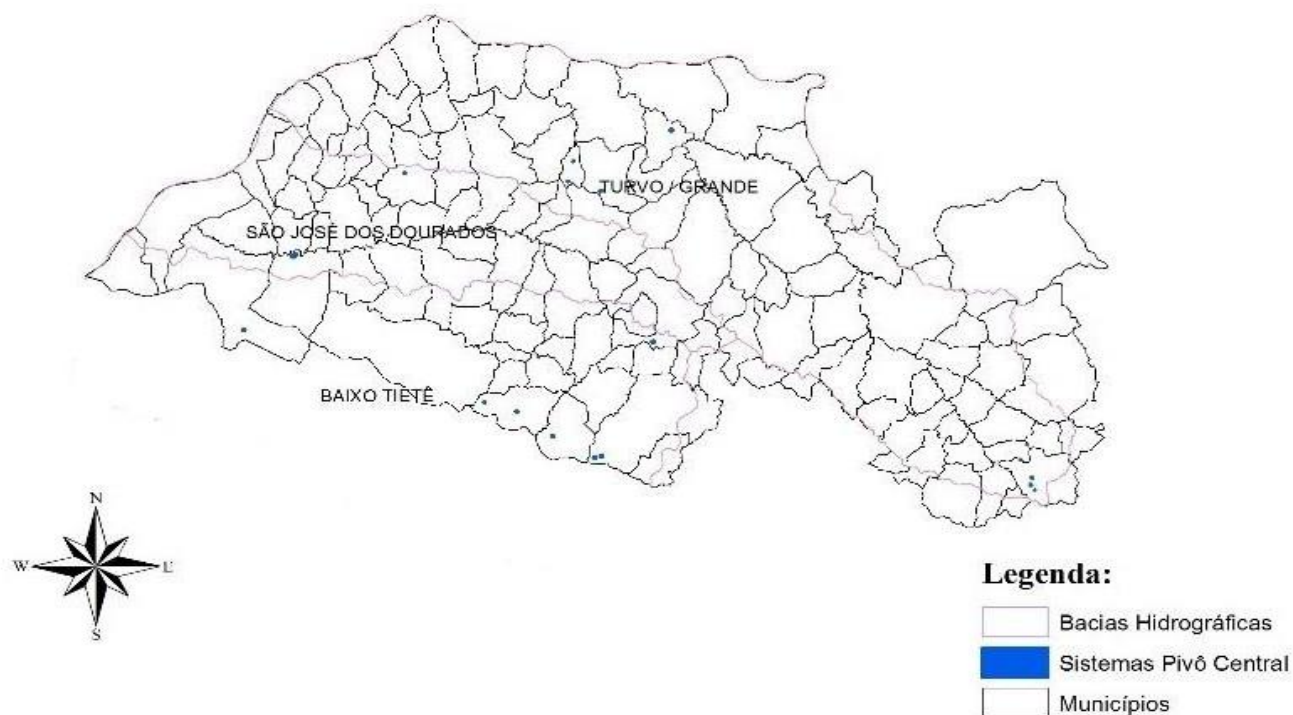 TURVO / GRANDE
SÃO JOSÉ DOS DOURADOS
BAIXO TIETÊ
N
W
E
S
Legenda:
Bacias Hidrográficas
Sistemas Pivô Central
Municípios